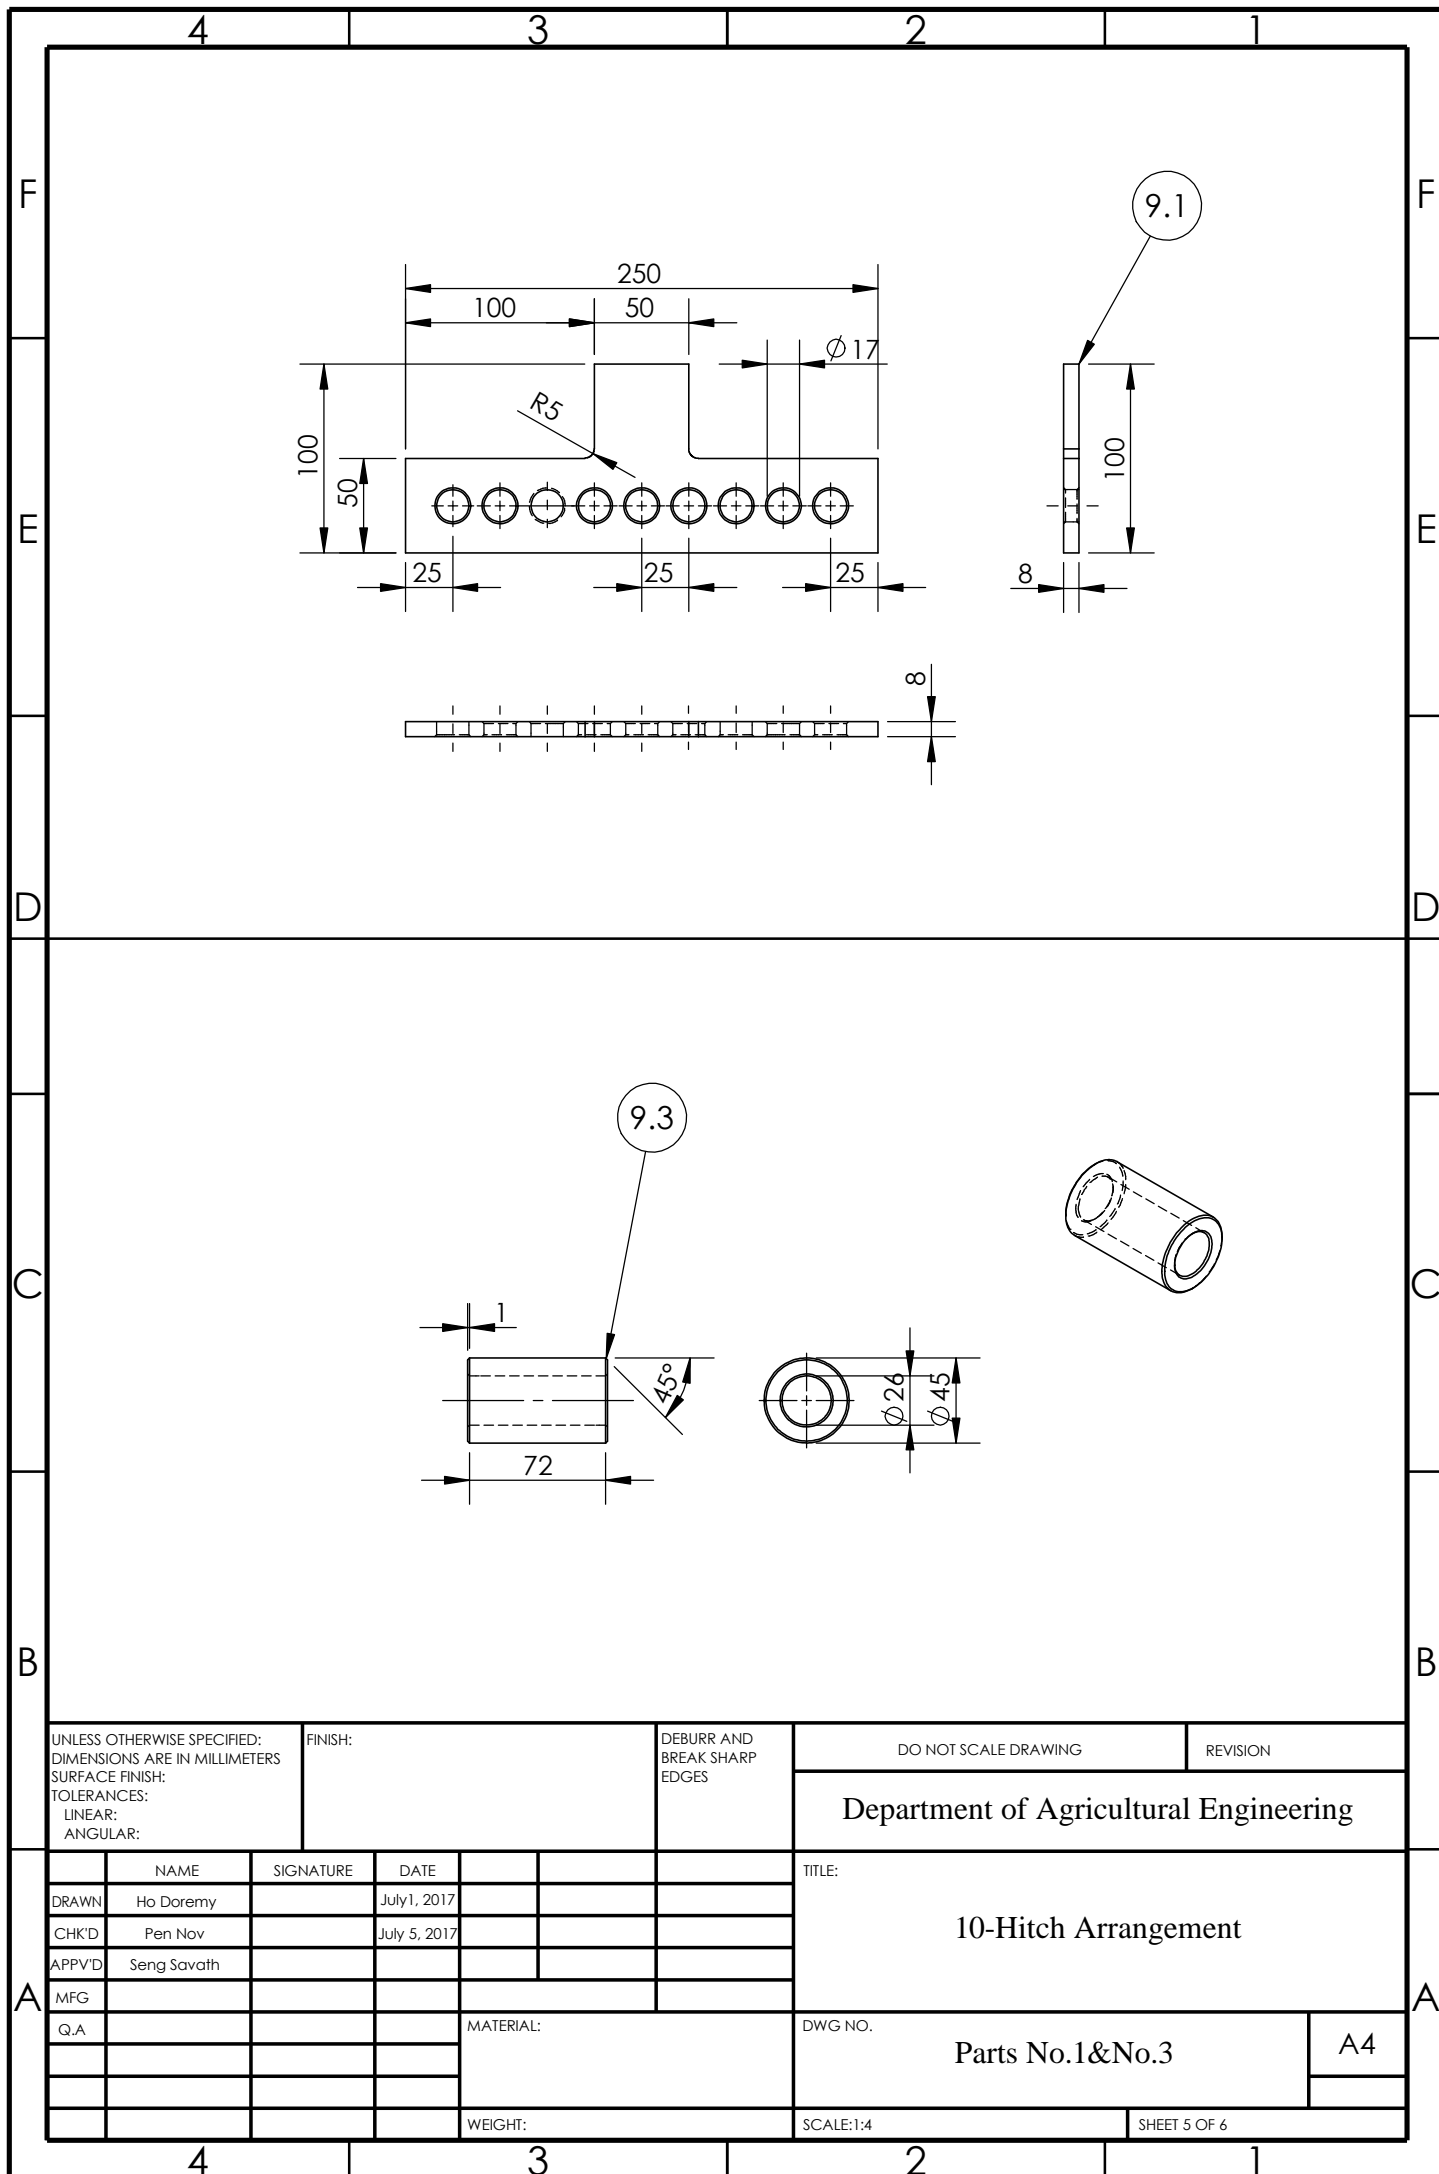 4 3 2 1
F F
9.1
250
100 50
Ø 17
R5
100
50
100
E E
25 25 25
8
8
D D
9.3
C C
1
45°
Ø 26
Ø 45
72
B B
UNLESS OTHERWISE SPECIFIED:
DIMENSIONS ARE IN MILLIMETERS
SURFACE FINISH:
TOLERANCES:
LINEAR:
ANGULAR:
FINISH:
DEBURR AND
BREAK SHARP
EDGES
DO NOT SCALE DRAWING
REVISION
Department of Agricultural Engineering
NAME SIGNATURE DATE
DRAWN Ho Doremy July1, 2017
CHK'D Pen Nov July 5, 2017
APPV'D Seng Savath
MFG
Q.A
TITLE:
10-Hitch Arrangement
A A
MATERIAL:
DWG NO.
Parts No.1&No.3
A4
WEIGHT:
SCALE:1:4
SHEET 5 OF 6
4 3 2 1